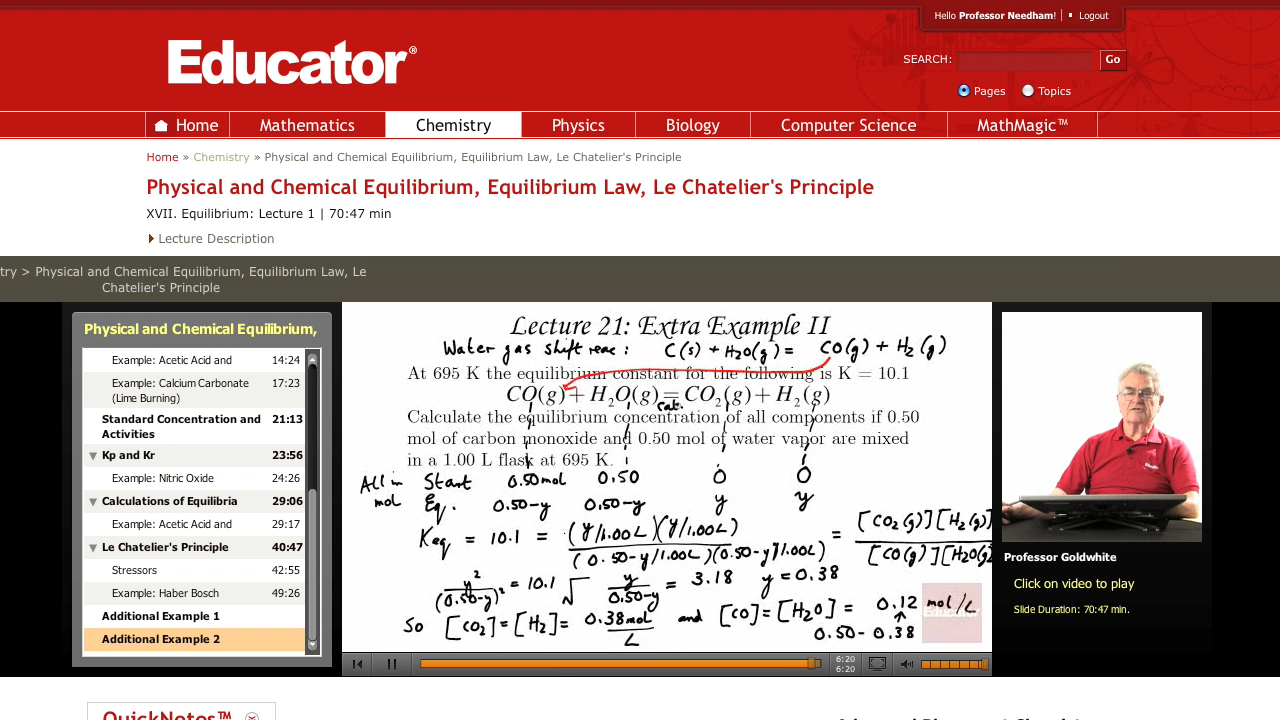 Hello Professor Needham! Logout
Educator®
SEARCH: Go
Pages Topics
Home Mathematics Chemistry Physics Biology Computer Science MathMagic™
Home » Chemistry » Physical and Chemical Equilibrium, Equilibrium Law, Le Chatelier's Principle
Physical and Chemical Equilibrium, Equilibrium Law, Le Chatelier's Principle
XVII. Equilibrium: Lecture 1 | 70:47 min
Lecture Description
try > Physical and Chemical Equilibrium, Equilibrium Law, Le
Chatelier's Principle
Physical and Chemical Equilibrium,
Example: Acetic Acid and 14:24
Example: Calcium Carbonate 17:23
(Lime Burning)
Standard Concentration and 21:13
Activities
Kp and Kr 23:56
Example: Nitric Oxide 24:26
Calculations of Equilibria 29:06
Example: Acetic Acid and 29:17
Le Chatelier's Principle 40:47
Stressors 42:55
Example: Haber Bosch 49:26
Additional Example 1
Additional Example 2
Lecture 21: Extra Example II
Water gas shift reac: C(s) + H2O(g) = CO(g) + H2(g)
At 695 K the equilibrium constant for the following is K = 10.1
CO(g) + H₂O(g) = CO₂(g) + H₂(g)
cat.
Calculate the equilibrium concentration of all components if 0.50
mol of carbon monoxide and 0.50 mol of water vapor are mixed
in a 1.00 L flask at 695 K.
All in Start 0.50 mol 0.50 0 0
mol Eq. 0.50-y 0.50-y y y
Keq = 10.1 = (y/1.00L)(y/1.00L) / (0.50-y/1.00L)(0.50-y/1.00L) = [CO2(g)][H2(g)] / [CO(g)][H2O(g)]
y²/(0.50-y)² = 10.1 √ y/0.50-y = 3.18 y = 0.38
So [CO2] = [H2] = 0.38 mol/L and [CO] = [H2O] = 0.12 mol/L
0.50 - 0.38
6:20
6:20
Professor Goldwhite
Click on video to play
Slide Duration: 70:47 min.
QuickNotes™